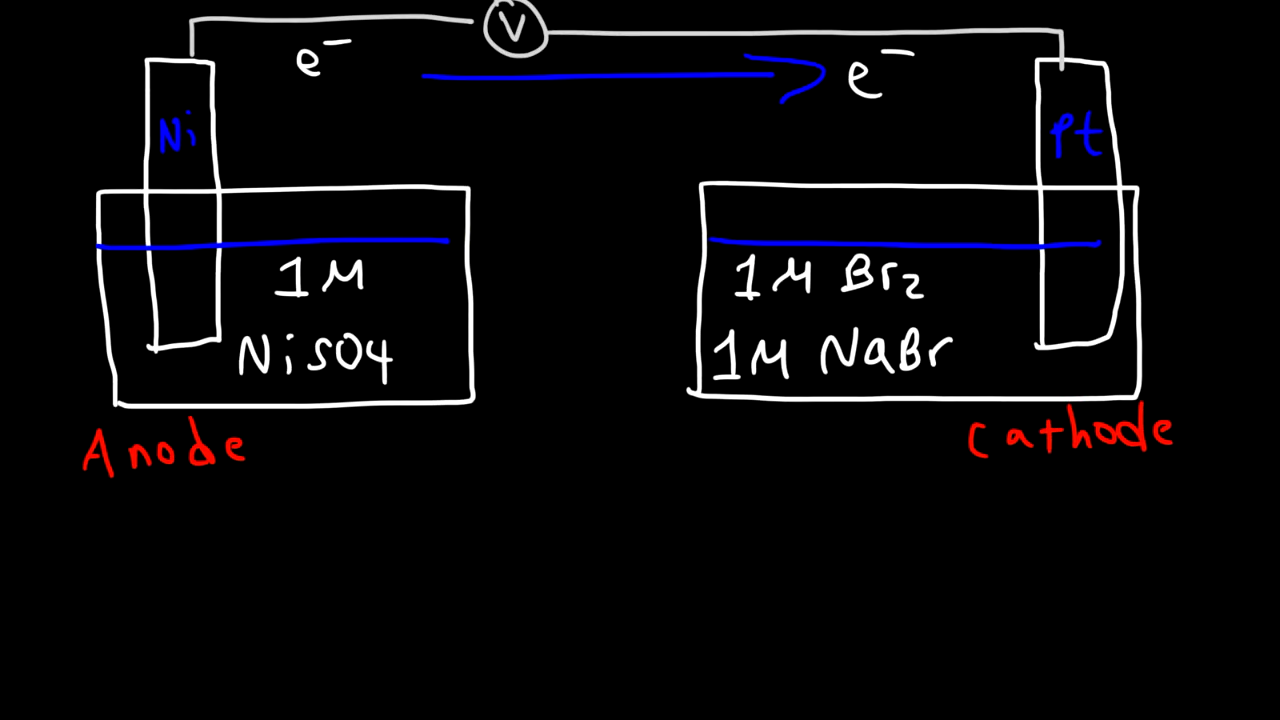 V
e⁻
e⁻
Ni
Pt
1M
NiSO4
1M Br2
1M NaBr
Anode
Cathode